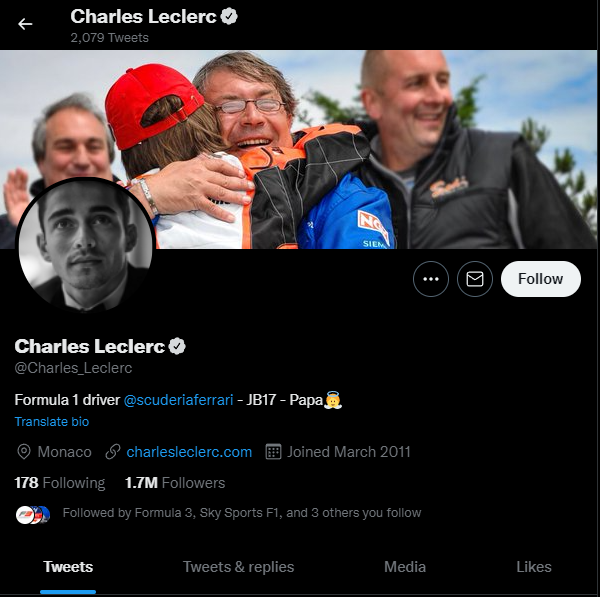 Charles Leclerc
2,079 Tweets
SIEM
Follow
Charles Leclerc
@Charles_Leclerc
Formula 1 driver @scuderiaferrari - JB17 - Papa😇
Translate bio
Monaco charlesleclerc.com Joined March 2011
178 Following 1.7M Followers
F3 Followed by Formula 3, Sky Sports F1, and 3 others you follow
Tweets Tweets & replies Media Likes